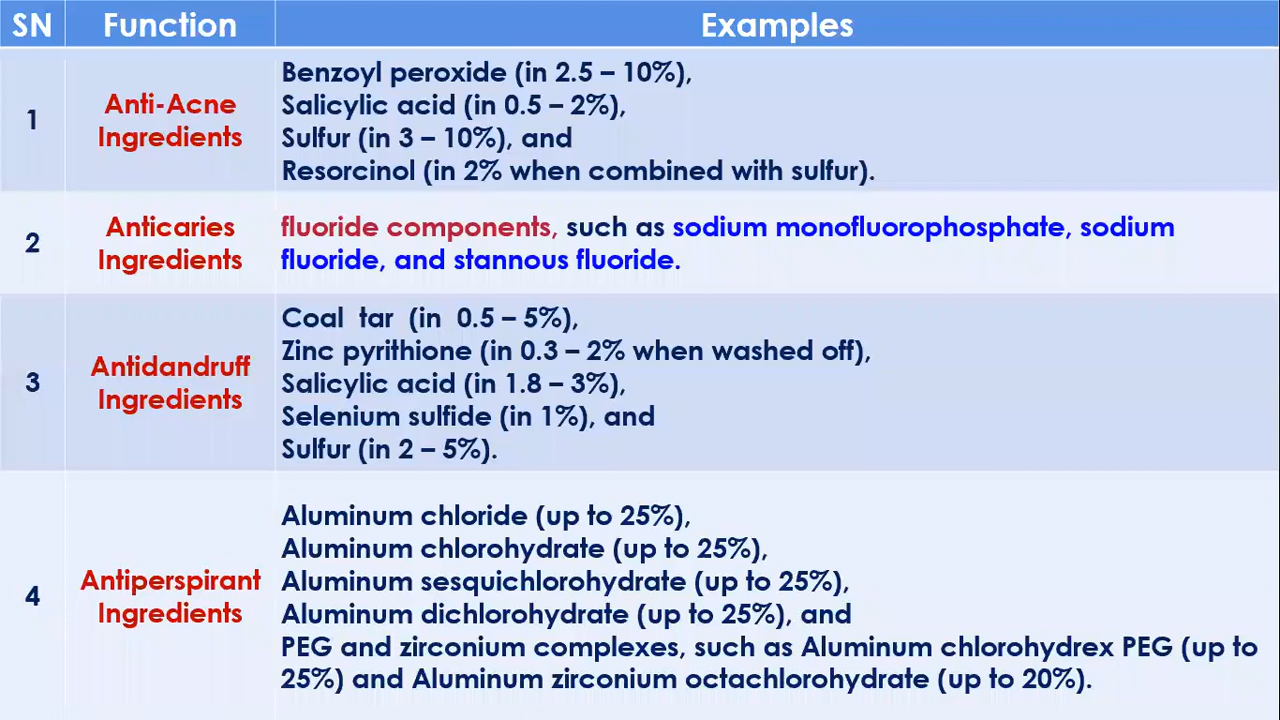 SN Function Examples
1
Anti-Acne
Ingredients
Benzoyl peroxide (in 2.5 – 10%),
Salicylic acid (in 0.5 – 2%),
Sulfur (in 3 – 10%), and
Resorcinol (in 2% when combined with sulfur).
2
Anticaries
Ingredients
fluoride components, such as sodium monofluorophosphate, sodium
fluoride, and stannous fluoride.
3
Antidandruff
Ingredients
Coal tar (in 0.5 – 5%),
Zinc pyrithione (in 0.3 – 2% when washed off),
Salicylic acid (in 1.8 – 3%),
Selenium sulfide (in 1%), and
Sulfur (in 2 – 5%).
4
Antiperspirant
Ingredients
Aluminum chloride (up to 25%),
Aluminum chlorohydrate (up to 25%),
Aluminum sesquichlorohydrate (up to 25%),
Aluminum dichlorohydrate (up to 25%), and
PEG and zirconium complexes, such as Aluminum chlorohydrex PEG (up to
25%) and Aluminum zirconium octachlorohydrate (up to 20%).